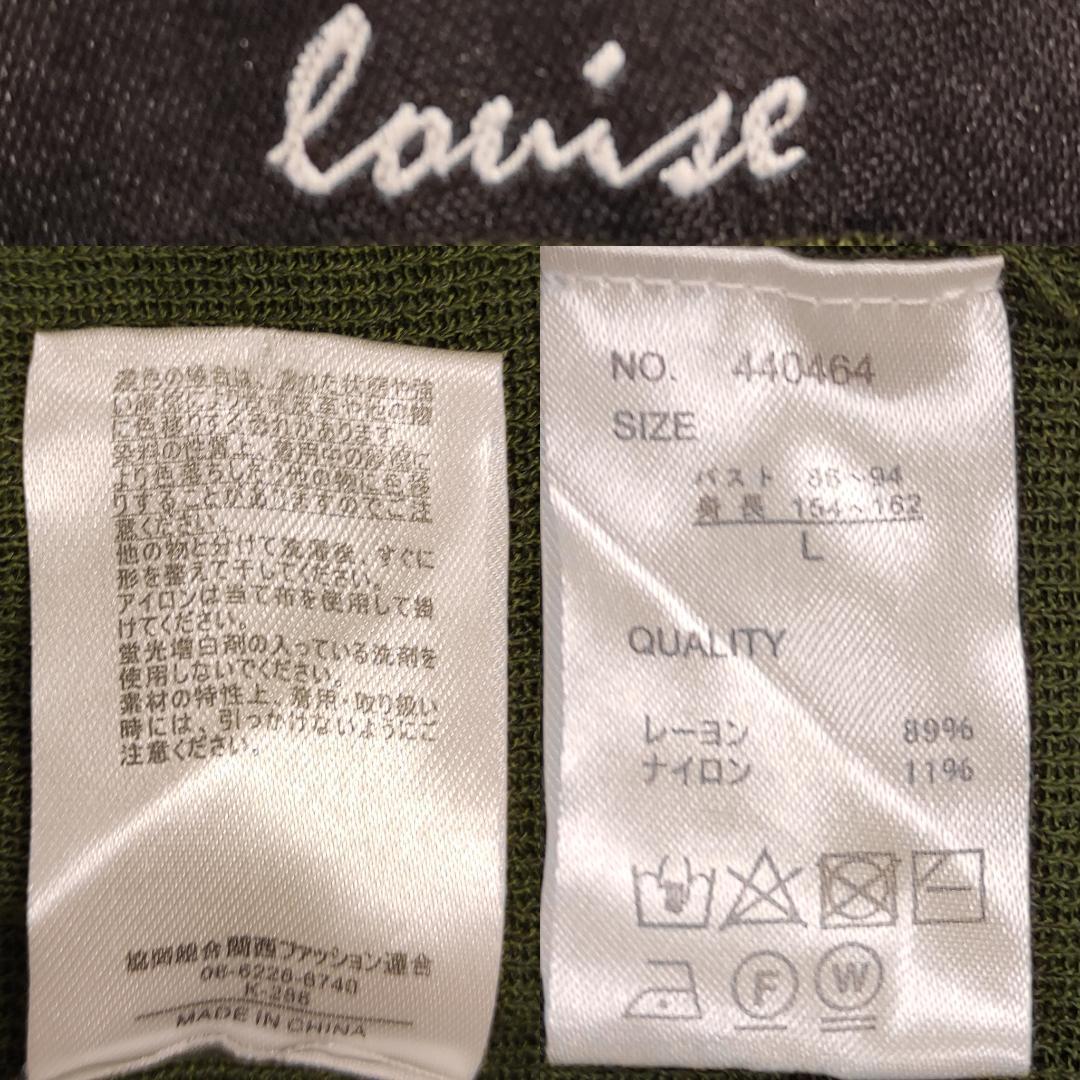 louise
濃色の場合は、濡れた状態や強
い摩擦により、皮革や他の物
に色移りする恐れがあります。
染料の性質上、着用中の摩擦に
より色落ちしたり他の物に色移
りすることがありますのでご注
意ください。
他の物と分けて洗濯後、すぐに
形を整えて干してください。
アイロンは当て布を使用して掛
けてください。
蛍光増白剤の入っている洗剤を
使用しないでください。
素材の特性上、着用・取り扱い
時には、引っかけないようにご
注意ください。
関西ファッション連合
06-6228-6740
K-286
MADE IN CHINA
NO. 440464
SIZE
バスト 86~94
身長 154~162
L
QUALITY
レーヨン 89%
ナイロン 11%
F
W